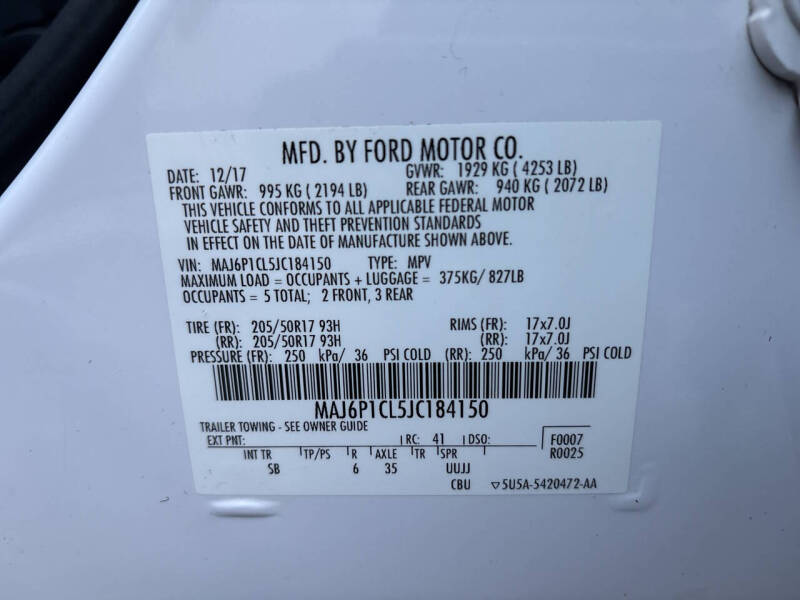 MFD. BY FORD MOTOR CO.
DATE: 12/17 GVWR: 1929 KG ( 4253 LB)
FRONT GAWR: 995 KG ( 2194 LB) REAR GAWR: 940 KG ( 2072 LB)
THIS VEHICLE CONFORMS TO ALL APPLICABLE FEDERAL MOTOR
VEHICLE SAFETY AND THEFT PREVENTION STANDARDS
IN EFFECT ON THE DATE OF MANUFACTURE SHOWN ABOVE.
VIN: MAJ6P1CL5JC184150 TYPE: MPV
MAXIMUM LOAD = OCCUPANTS + LUGGAGE = 375KG/ 827LB
OCCUPANTS = 5 TOTAL; 2 FRONT, 3 REAR
TIRE (FR): 205/50R17 93H RIMS (FR): 17x7.0J
(RR): 205/50R17 93H (RR): 17x7.0J
PRESSURE (FR): 250 kPa/ 36 PSI COLD (RR): 250 kPa/ 36 PSI COLD
MAJ6P1CL5JC184150
TRAILER TOWING - SEE OWNER GUIDE
EXT PNT: RC: 41 DSO: F0007
R0025
INT TR TP/PS R AXLE TR SPR
SB 6 35 UUJJ
CBU ▽5U5A-5420472-AA